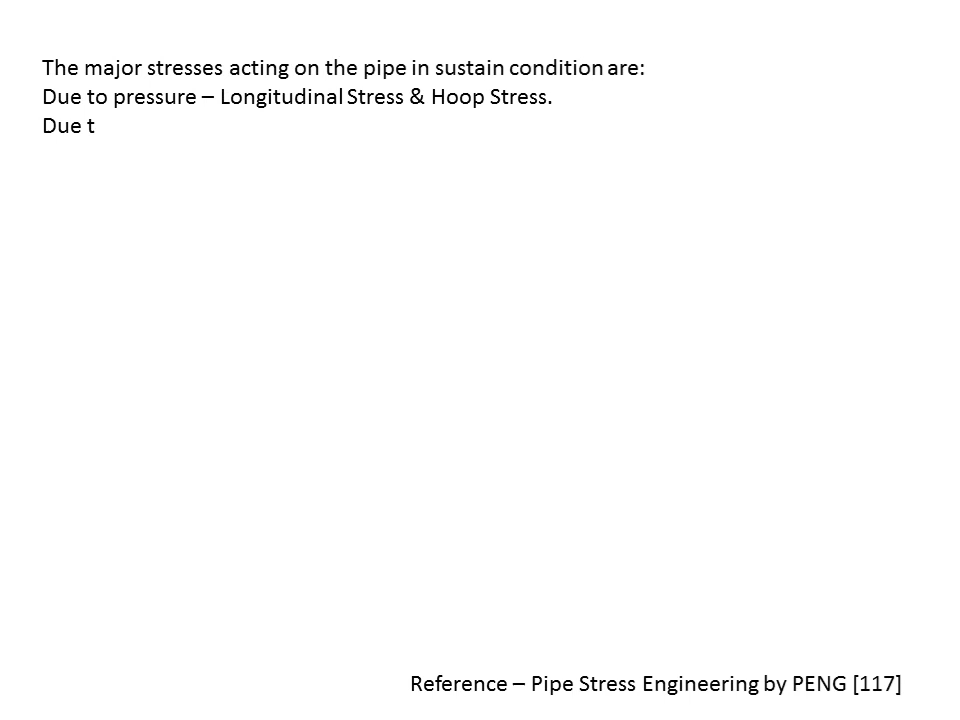 The major stresses acting on the pipe in sustain condition are:
Due to pressure – Longitudinal Stress & Hoop Stress.
Due t
Reference – Pipe Stress Engineering by PENG [117]